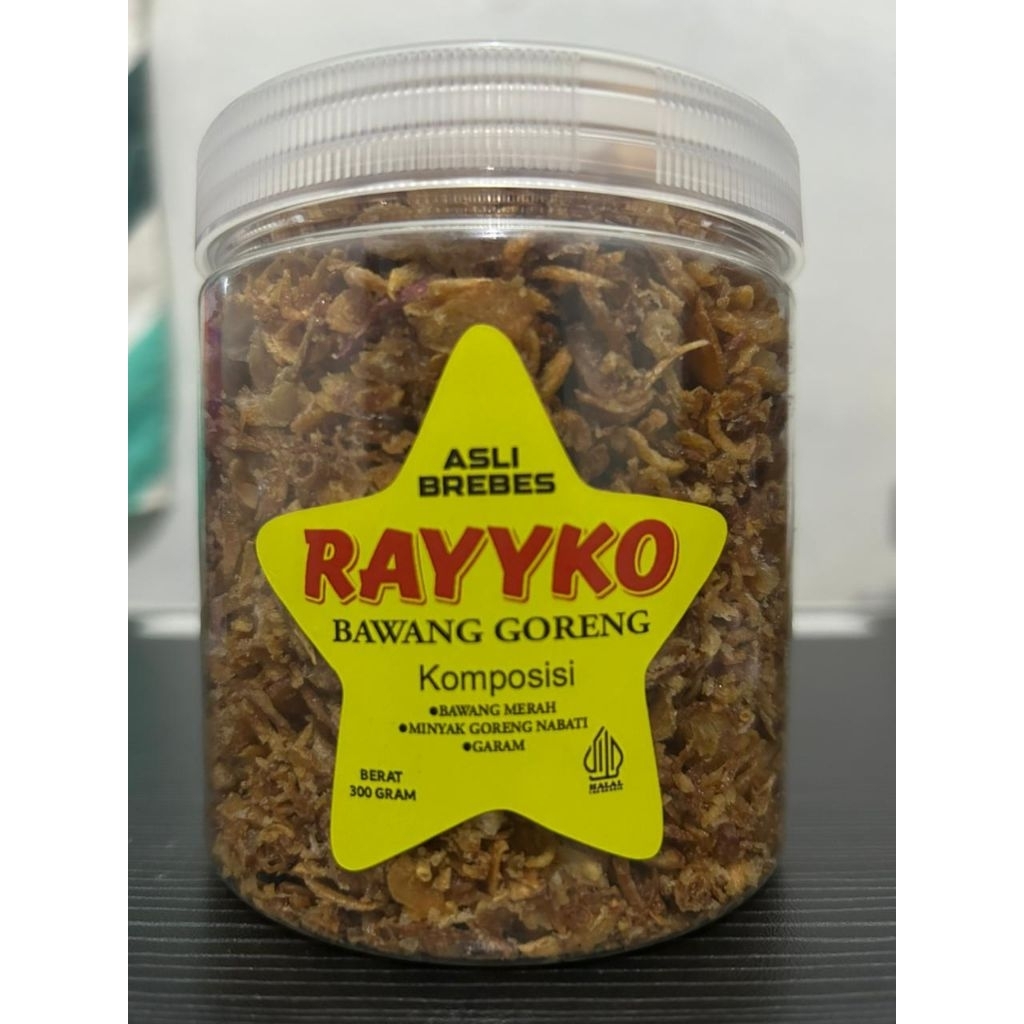 ASLI
BREBES
RAYYKO
BAWANG GORENG
Komposisi
•BAWANG MERAH
•MINYAK GORENG NABATI
•GARAM
BERAT
300 GRAM
HALAL